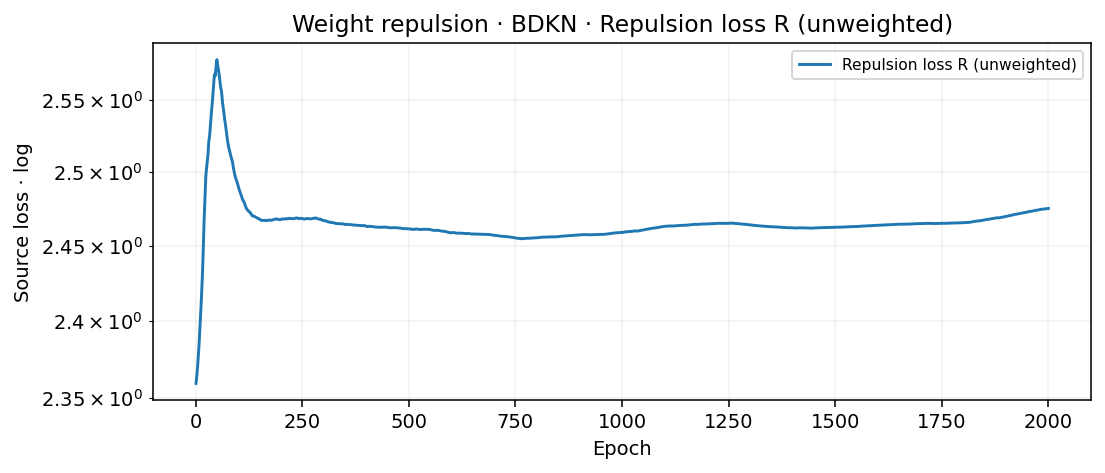 Weight repulsion · BDKN · Repulsion loss R (unweighted)
Repulsion loss R (unweighted)
Source loss · log
2.55 × 10⁰
2.5 × 10⁰
2.45 × 10⁰
2.4 × 10⁰
2.35 × 10⁰
0 250 500 750 1000 1250 1500 1750 2000
Epoch